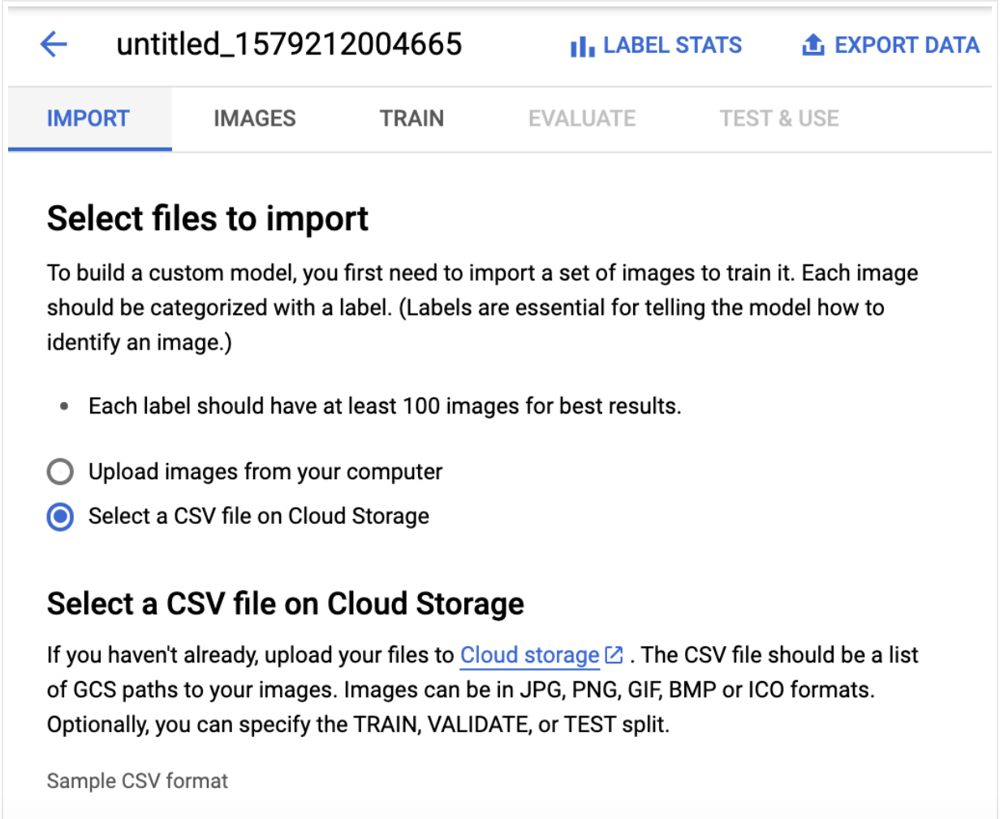 untitled_1579212004665
LABEL STATS
EXPORT DATA
IMPORT
IMAGES
TRAIN
EVALUATE
TEST & USE
Select files to import
To build a custom model, you first need to import a set of images to train it. Each image
should be categorized with a label. (Labels are essential for telling the model how to
identify an image.)
• Each label should have at least 100 images for best results.
Upload images from your computer
Select a CSV file on Cloud Storage
Select a CSV file on Cloud Storage
If you haven't already, upload your files to Cloud storage . The CSV file should be a list
of GCS paths to your images. Images can be in JPG, PNG, GIF, BMP or ICO formats.
Optionally, you can specify the TRAIN, VALIDATE, or TEST split.
Sample CSV format